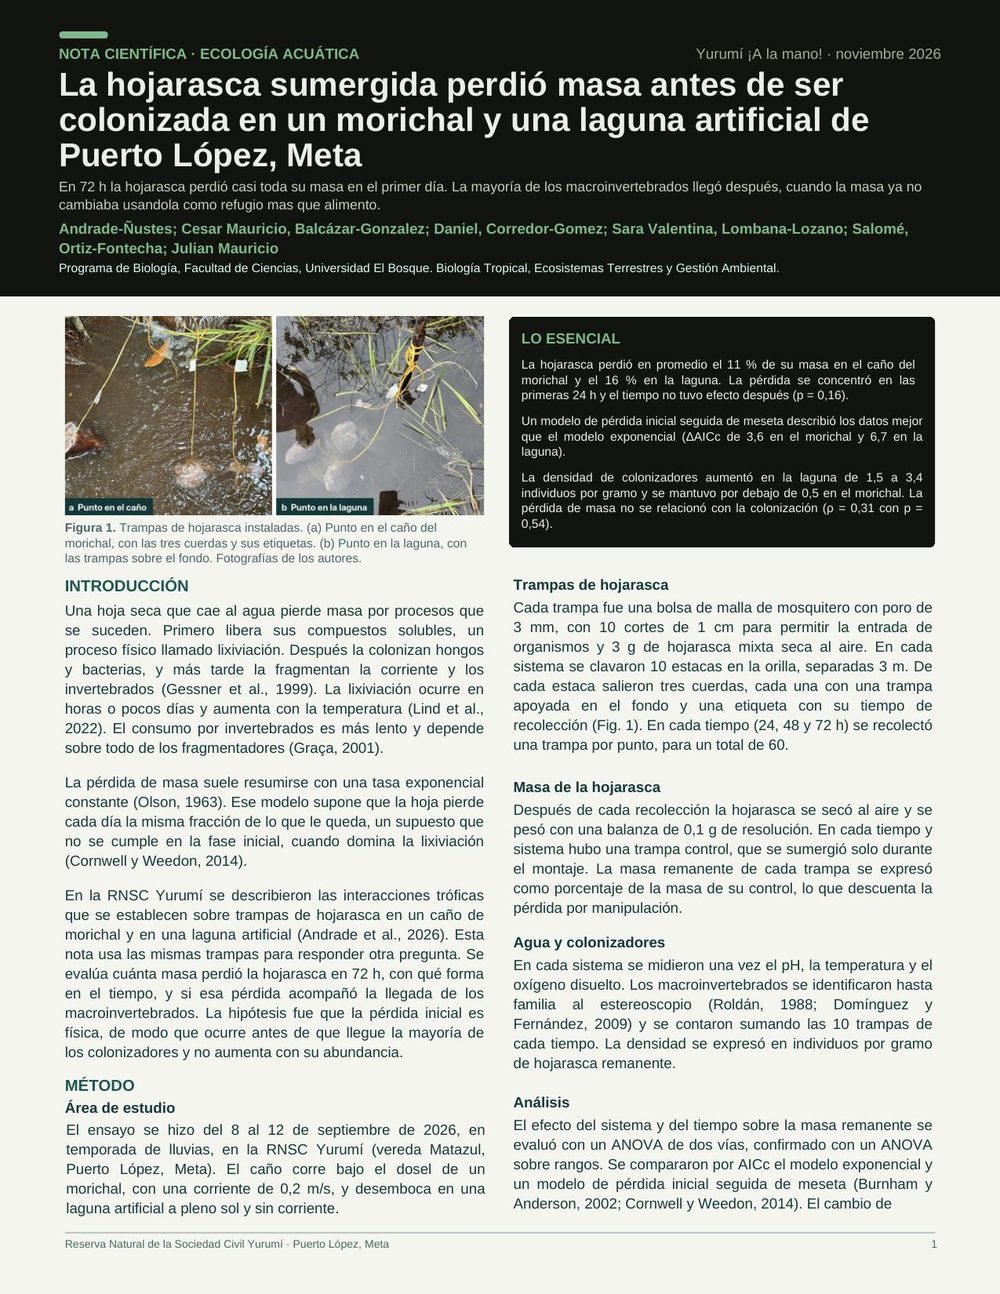 NOTA CIENTÍFICA · ECOLOGÍA ACUÁTICA
Yurumí ¡A la mano! · noviembre 2026
La hojarasca sumergida perdió masa antes de ser
colonizada en un morichal y una laguna artificial de
Puerto López, Meta
En 72 h la hojarasca perdió casi toda su masa en el primer día. La mayoría de los macroinvertebrados llegó después, cuando la masa ya no
cambiaba usandola como refugio mas que alimento.
Andrade-Ñustes; Cesar Mauricio, Balcázar-Gonzalez; Daniel, Corredor-Gomez; Sara Valentina, Lombana-Lozano; Salomé,
Ortiz-Fontecha; Julian Mauricio
Programa de Biología, Facultad de Ciencias, Universidad El Bosque. Biología Tropical, Ecosistemas Terrestres y Gestión Ambiental.
a Punto en el caño
b Punto en la laguna
Figura 1. Trampas de hojarasca instaladas. (a) Punto en el caño del
morichal, con las tres cuerdas y sus etiquetas. (b) Punto en la laguna, con
las trampas sobre el fondo. Fotografías de los autores.
LO ESENCIAL
La hojarasca perdió en promedio el 11 % de su masa en el caño del
morichal y el 16 % en la laguna. La pérdida se concentró en las
primeras 24 h y el tiempo no tuvo efecto después (p = 0,16).
Un modelo de pérdida inicial seguida de meseta describió los datos mejor
que el modelo exponencial (ΔAICc de 3,6 en el morichal y 6,7 en la
laguna).
La densidad de colonizadores aumentó en la laguna de 1,5 a 3,4
individuos por gramo y se mantuvo por debajo de 0,5 en el morichal. La
pérdida de masa no se relacionó con la colonización (ρ = 0,31 con p =
0,54).
INTRODUCCIÓN
Una hoja seca que cae al agua pierde masa por procesos que
se suceden. Primero libera sus compuestos solubles, un
proceso físico llamado lixiviación. Después la colonizan hongos
y bacterias, y más tarde la fragmentan la corriente y los
invertebrados (Gessner et al., 1999). La lixiviación ocurre en
horas o pocos días y aumenta con la temperatura (Lind et al.,
2022). El consumo por invertebrados es más lento y depende
sobre todo de los fragmentadores (Graça, 2001).
La pérdida de masa suele resumirse con una tasa exponencial
constante (Olson, 1963). Ese modelo supone que la hoja pierde
cada día la misma fracción de lo que le queda, un supuesto que
no se cumple en la fase inicial, cuando domina la lixiviación
(Cornwell y Weedon, 2014).
En la RNSC Yurumí se describieron las interacciones tróficas
que se establecen sobre trampas de hojarasca en un caño de
morichal y en una laguna artificial (Andrade et al., 2026). Esta
nota usa las mismas trampas para responder otra pregunta. Se
evalúa cuánta masa perdió la hojarasca en 72 h, con qué forma
en el tiempo, y si esa pérdida acompañó la llegada de los
macroinvertebrados. La hipótesis fue que la pérdida inicial es
física, de modo que ocurre antes de que llegue la mayoría de
los colonizadores y no aumenta con su abundancia.
MÉTODO
Área de estudio
El ensayo se hizo del 8 al 12 de septiembre de 2026, en
temporada de lluvias, en la RNSC Yurumí (vereda Matazul,
Puerto López, Meta). El caño corre bajo el dosel de un
morichal, con una corriente de 0,2 m/s, y desemboca en una
laguna artificial a pleno sol y sin corriente.
Trampas de hojarasca
Cada trampa fue una bolsa de malla de mosquitero con poro de
3 mm, con 10 cortes de 1 cm para permitir la entrada de
organismos y 3 g de hojarasca mixta seca al aire. En cada
sistema se clavaron 10 estacas en la orilla, separadas 3 m. De
cada estaca salieron tres cuerdas, cada una con una trampa
apoyada en el fondo y una etiqueta con su tiempo de
recolección (Fig. 1). En cada tiempo (24, 48 y 72 h) se recolectó
una trampa por punto, para un total de 60.
Masa de la hojarasca
Después de cada recolección la hojarasca se secó al aire y se
pesó con una balanza de 0,1 g de resolución. En cada tiempo y
sistema hubo una trampa control, que se sumergió solo durante
el montaje. La masa remanente de cada trampa se expresó
como porcentaje de la masa de su control, lo que descuenta la
pérdida por manipulación.
Agua y colonizadores
En cada sistema se midieron una vez el pH, la temperatura y el
oxígeno disuelto. Los macroinvertebrados se identificaron hasta
familia al estereoscopio (Roldán, 1988; Domínguez y
Fernández, 2009) y se contaron sumando las 10 trampas de
cada tiempo. La densidad se expresó en individuos por gramo
de hojarasca remanente.
Análisis
El efecto del sistema y del tiempo sobre la masa remanente se
evaluó con un ANOVA de dos vías, confirmado con un ANOVA
sobre rangos. Se compararon por AICc el modelo exponencial y
un modelo de pérdida inicial seguida de meseta (Burnham y
Anderson, 2002; Cornwell y Weedon, 2014). El cambio de
Reserva Natural de la Sociedad Civil Yurumí · Puerto López, Meta
1